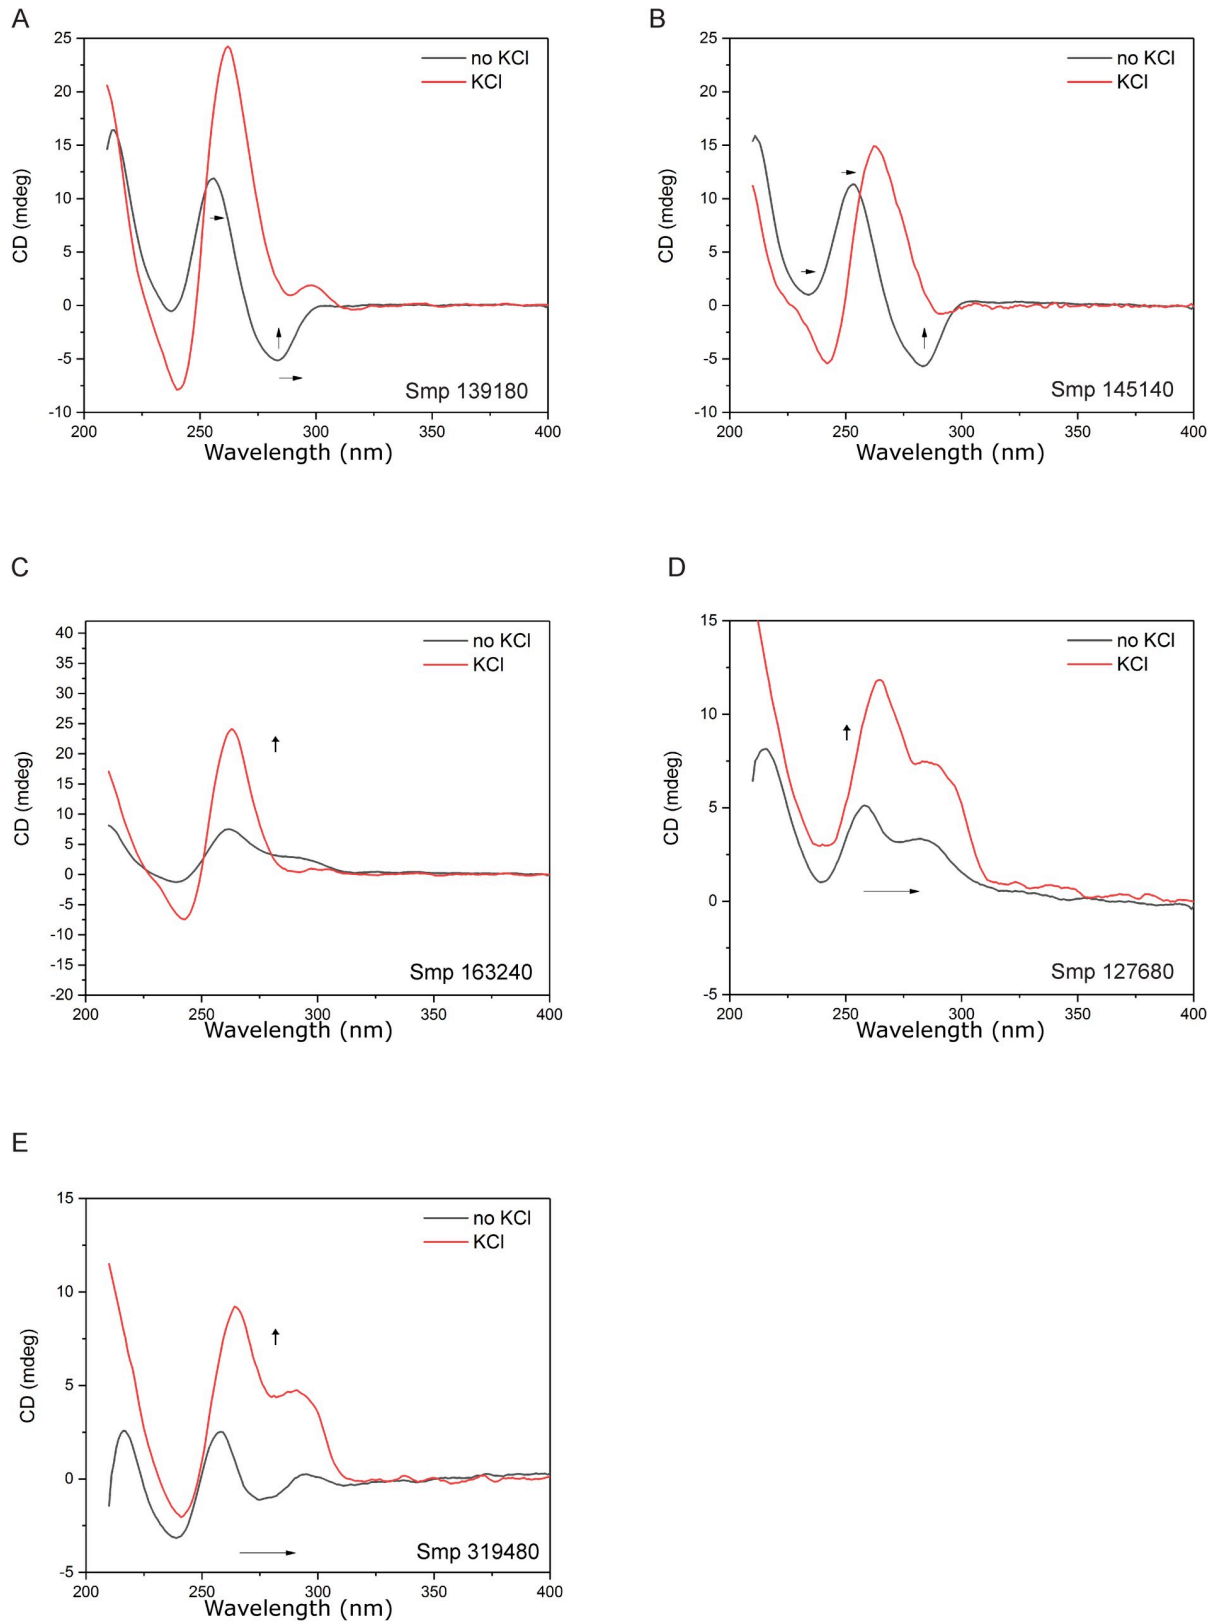 A
25
20
15
10
5
0
-5
-10
CD (mdeg)
no KCl
KCl
Smp 139180
200 250 300 350 400
Wavelength (nm)
B
25
20
15
10
5
0
-5
-10
CD (mdeg)
no KCl
KCl
Smp 145140
200 250 300 350 400
Wavelength (nm)
C
40
35
30
25
20
15
10
5
0
-5
-10
-15
-20
CD (mdeg)
no KCl
KCl
Smp 163240
200 250 300 350 400
Wavelength (nm)
D
15
10
5
0
-5
CD (mdeg)
no KCl
KCl
Smp 127680
200 250 300 350 400
Wavelength (nm)
E
15
10
5
0
-5
CD (mdeg)
no KCl
KCl
Smp 319480
200 250 300 350 400
Wavelength (nm)